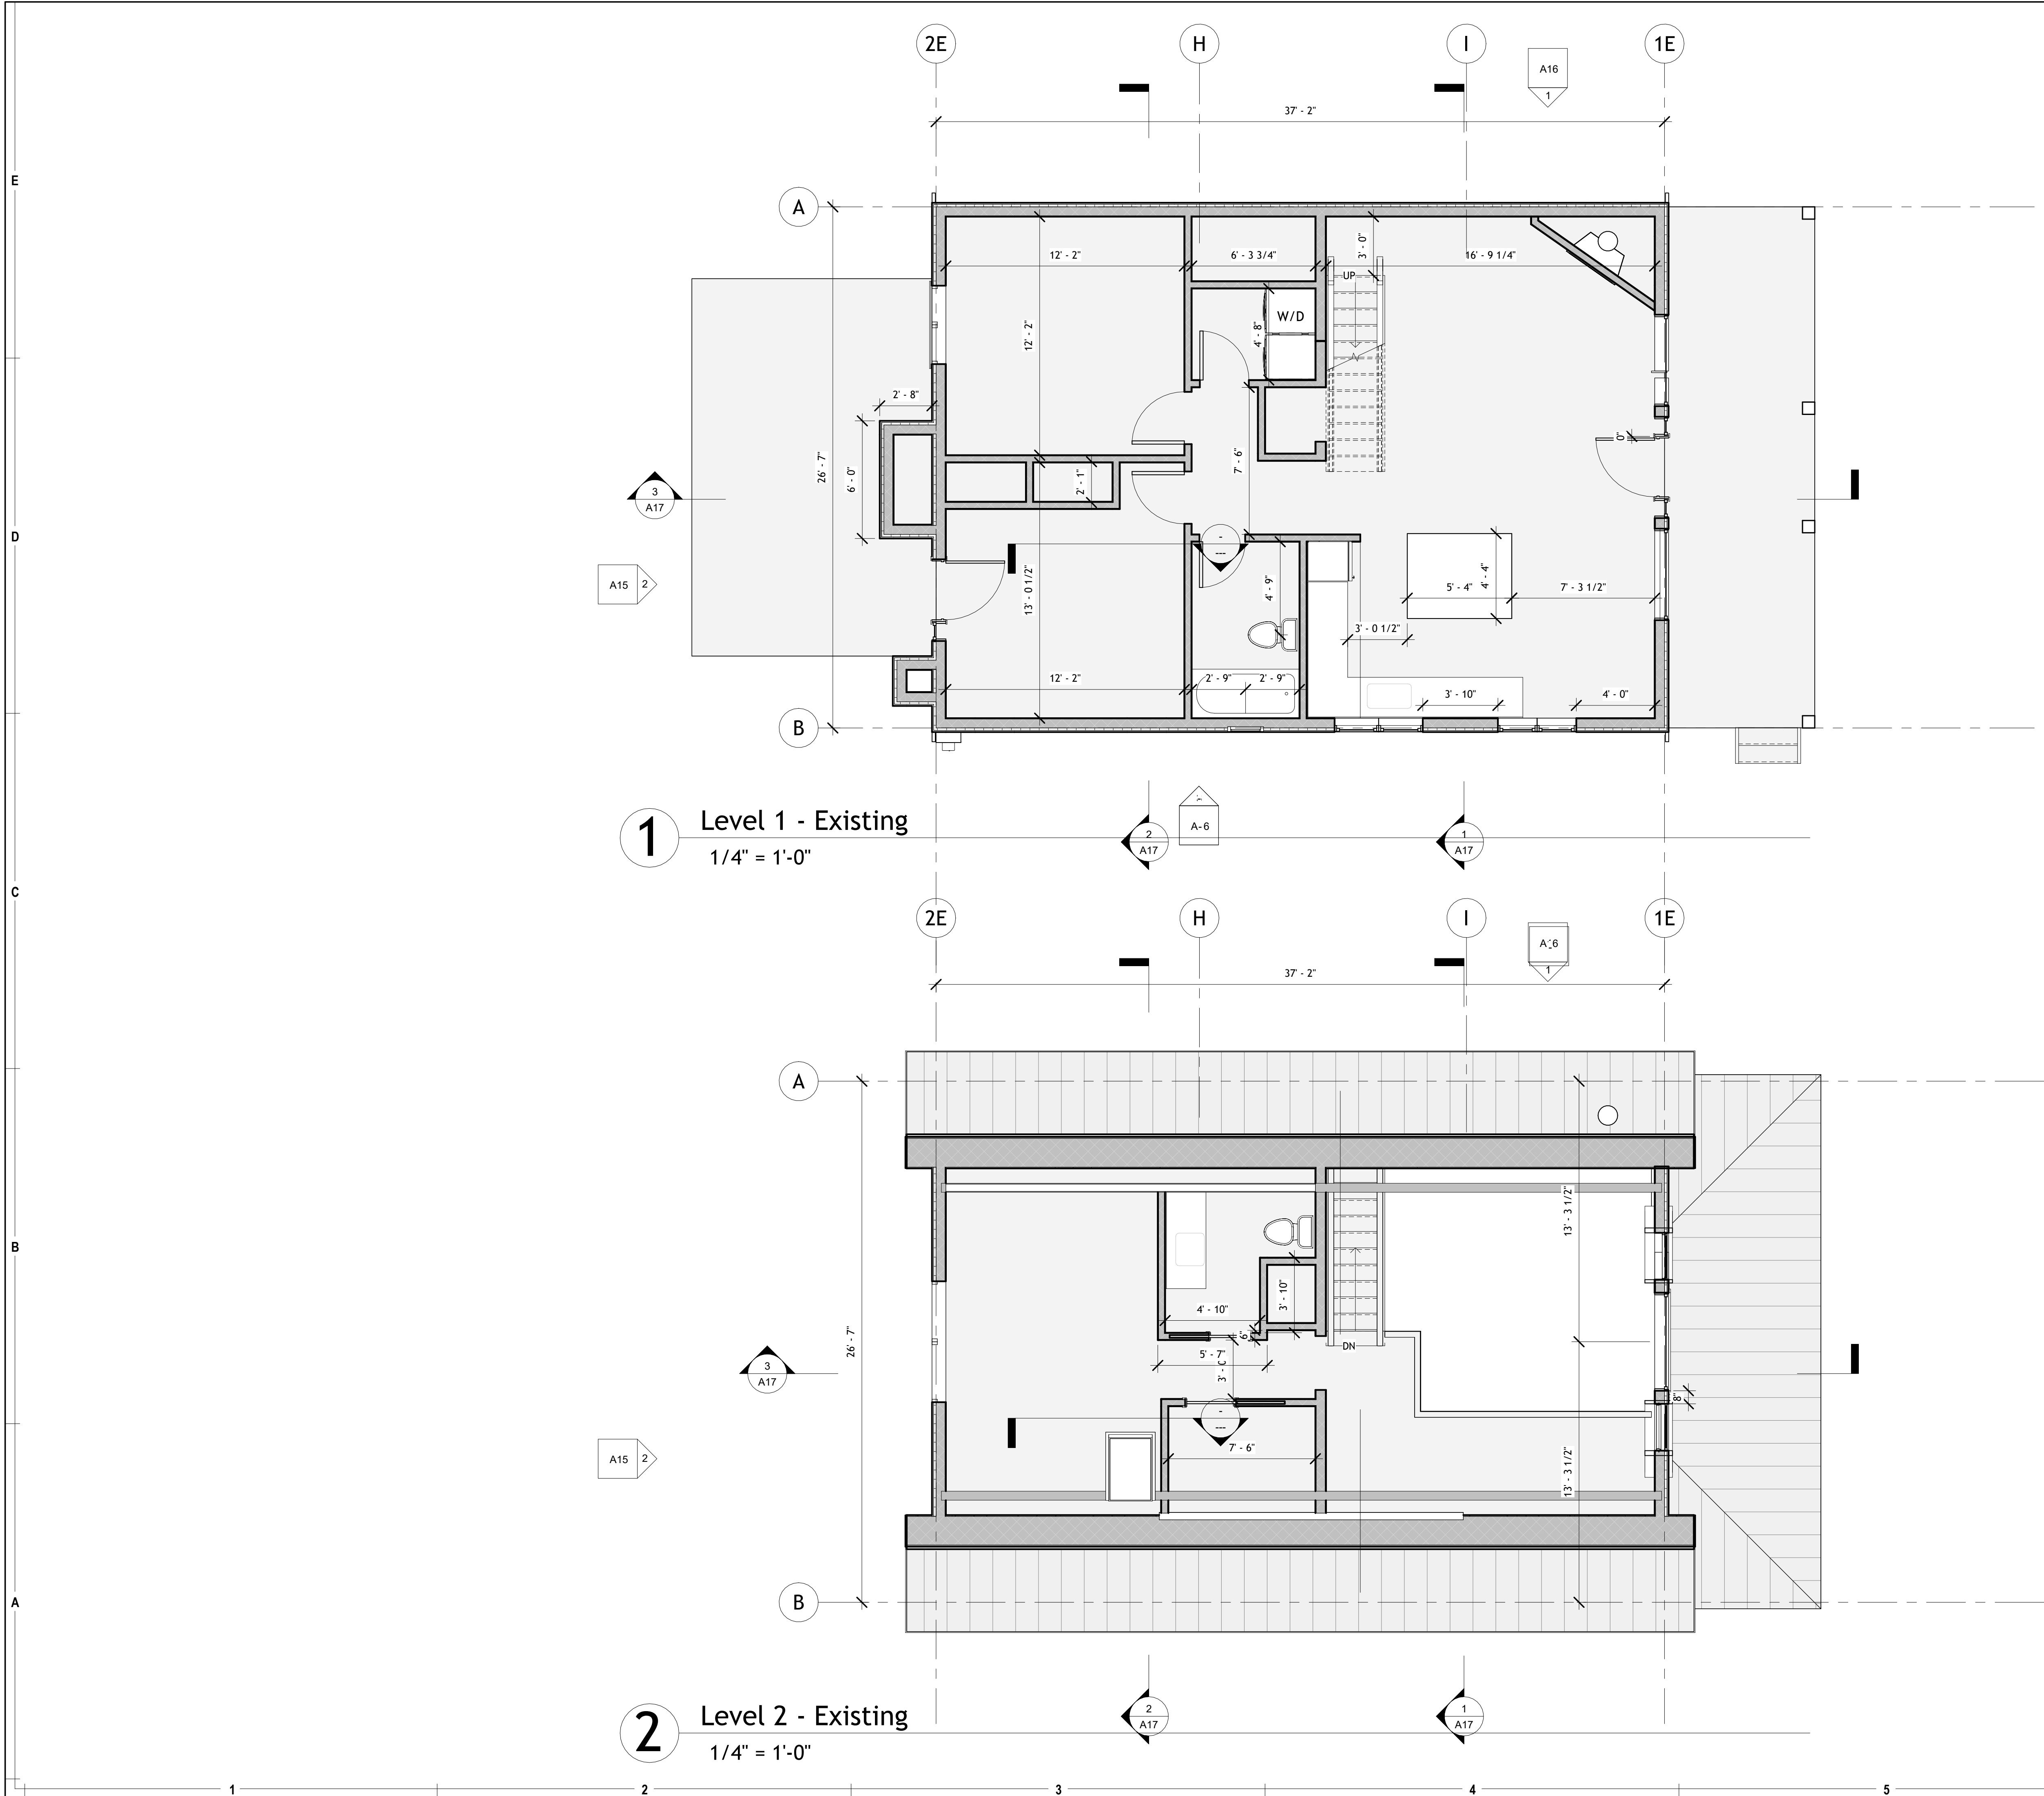 2E
H
I
1E
A16
1
37' - 2"
E
A
12' - 2"
6' - 3 3/4"
3' - 0"
16' - 9 1/4"
UP
W/D
4' - 8"
12' - 2"
2' - 8"
26' - 7"
6' - 0"
2' - 1"
7' - 6"
0"
3
A17
D
-
---
A15
2
13' - 0 1/2"
4' - 9"
5' - 4"
4' - 4"
7' - 3 1/2"
3' - 0 1/2"
12' - 2"
2' - 9"
2' - 9"
3' - 10"
4' - 0"
B
1
Level 1 - Existing
1/4" = 1'-0"
2
A17
1
A17
C
2E
H
I
1E
1
37' - 2"
A
B
13' - 3 1/2"
3' - 10"
4' - 10"
6"
DN
5' - 7"
26' - 7"
3
A17
8"
-
---
7' - 6"
A15
2
13' - 3 1/2"
A
B
2
Level 2 - Existing
1/4" = 1'-0"
2
A17
1
A17
1
2
3
4
5